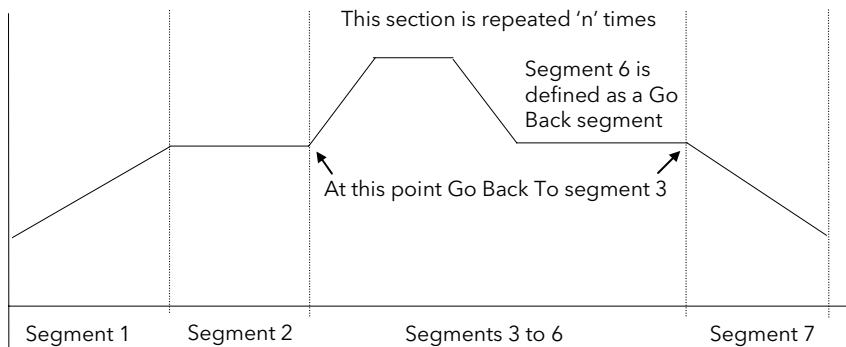 This section is repeated ‘n’ times
Segment 6 is
defined as a Go
Back segment
At this point Go Back To segment 3
Segment 1
Segment 2
Segments 3 to 6
Segment 7